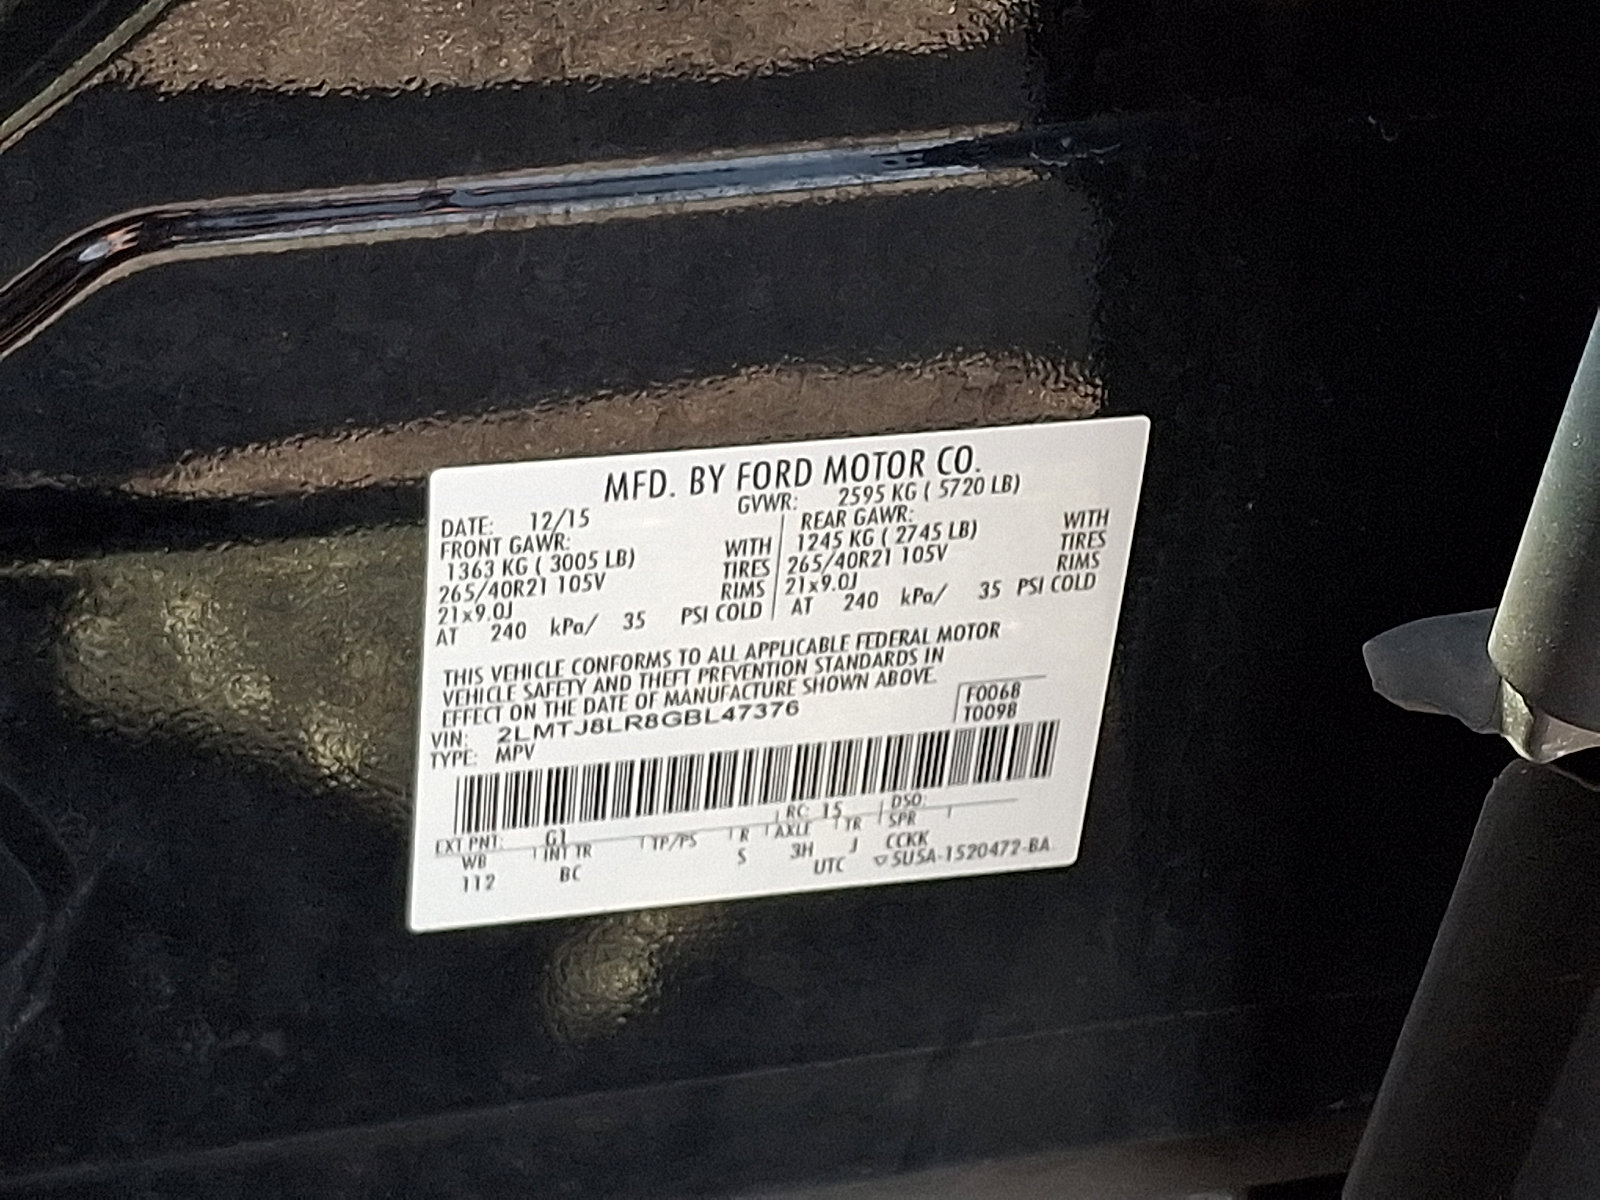 MFD. BY FORD MOTOR CO.
DATE: 12/15 GVWR: 2595 KG ( 5720 LB)
FRONT GAWR: WITH REAR GAWR: WITH
1363 KG ( 3005 LB) TIRES 1245 KG ( 2745 LB) TIRES
265/40R21 105V RIMS 265/40R21 105V RIMS
21x9.0J 21x9.0J
AT 240 kPa/ 35 PSI COLD AT 240 kPa/ 35 PSI COLD
THIS VEHICLE CONFORMS TO ALL APPLICABLE FEDERAL MOTOR
VEHICLE SAFETY AND THEFT PREVENTION STANDARDS IN
EFFECT ON THE DATE OF MANUFACTURE SHOWN ABOVE.
F0068
T0098
VIN: 2LMTJ8LR8GBL47376
TYPE: MPV
EXT PNT: G1 RC: 15 DSO:
WB INT TR TP/PS R AXLE TR SPR
112 BC S 3H J CCKK
UTC ▽SU5A-1520472-BA